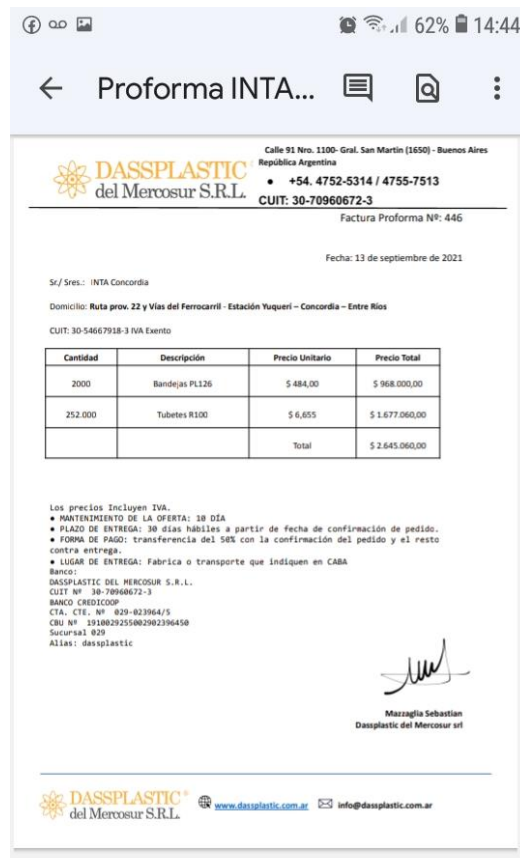 62% 14:44
Proforma INTA...
Calle 91 Nro. 1100- Gral. San Martin (1650) - Buenos Aires
República Argentina
DASSPLASTIC
del Mercosur S.R.L.
• +54. 4752-5314 / 4755-7513
CUIT: 30-70960672-3
Factura Proforma Nº: 446
Fecha: 13 de septiembre de 2021
Sr./ Sres.: INTA Concordia
Domicilio: Ruta prov. 22 y Vías del Ferrocarril - Estación Yuquerí – Concordia – Entre Ríos
CUIT: 30-54667918-3 IVA Exento
Cantidad Descripción Precio Unitario Precio Total
2000 Bandejas PL126 $ 484,00 $ 968.000,00
252.000 Tubetes R100 $ 6,655 $ 1.677.060,00
Total $ 2.645.060,00
Los precios Incluyen IVA.
• MANTENIMIENTO DE LA OFERTA: 10 DÍA
• PLAZO DE ENTREGA: 30 días hábiles a partir de fecha de confirmación de pedido.
• FORMA DE PAGO: transferencia del 50% con la confirmación del pedido y el resto
contra entrega.
• LUGAR DE ENTREGA: Fabrica o transporte que indiquen en CABA
Banco:
DASSPLASTIC DEL MERCOSUR S.R.L.
CUIT Nº 30-70960672-3
BANCO CREDICOOP
CTA. CTE. Nº 029-023964/5
CBU Nº 1910029255002902396450
Sucursal 029
Alias: dassplastic
Mazzaglia Sebastian
Dassplastic del Mercosur srl
DASSPLASTIC®
del Mercosur S.R.L.
www.dassplastic.com.ar info@dassplastic.com.ar